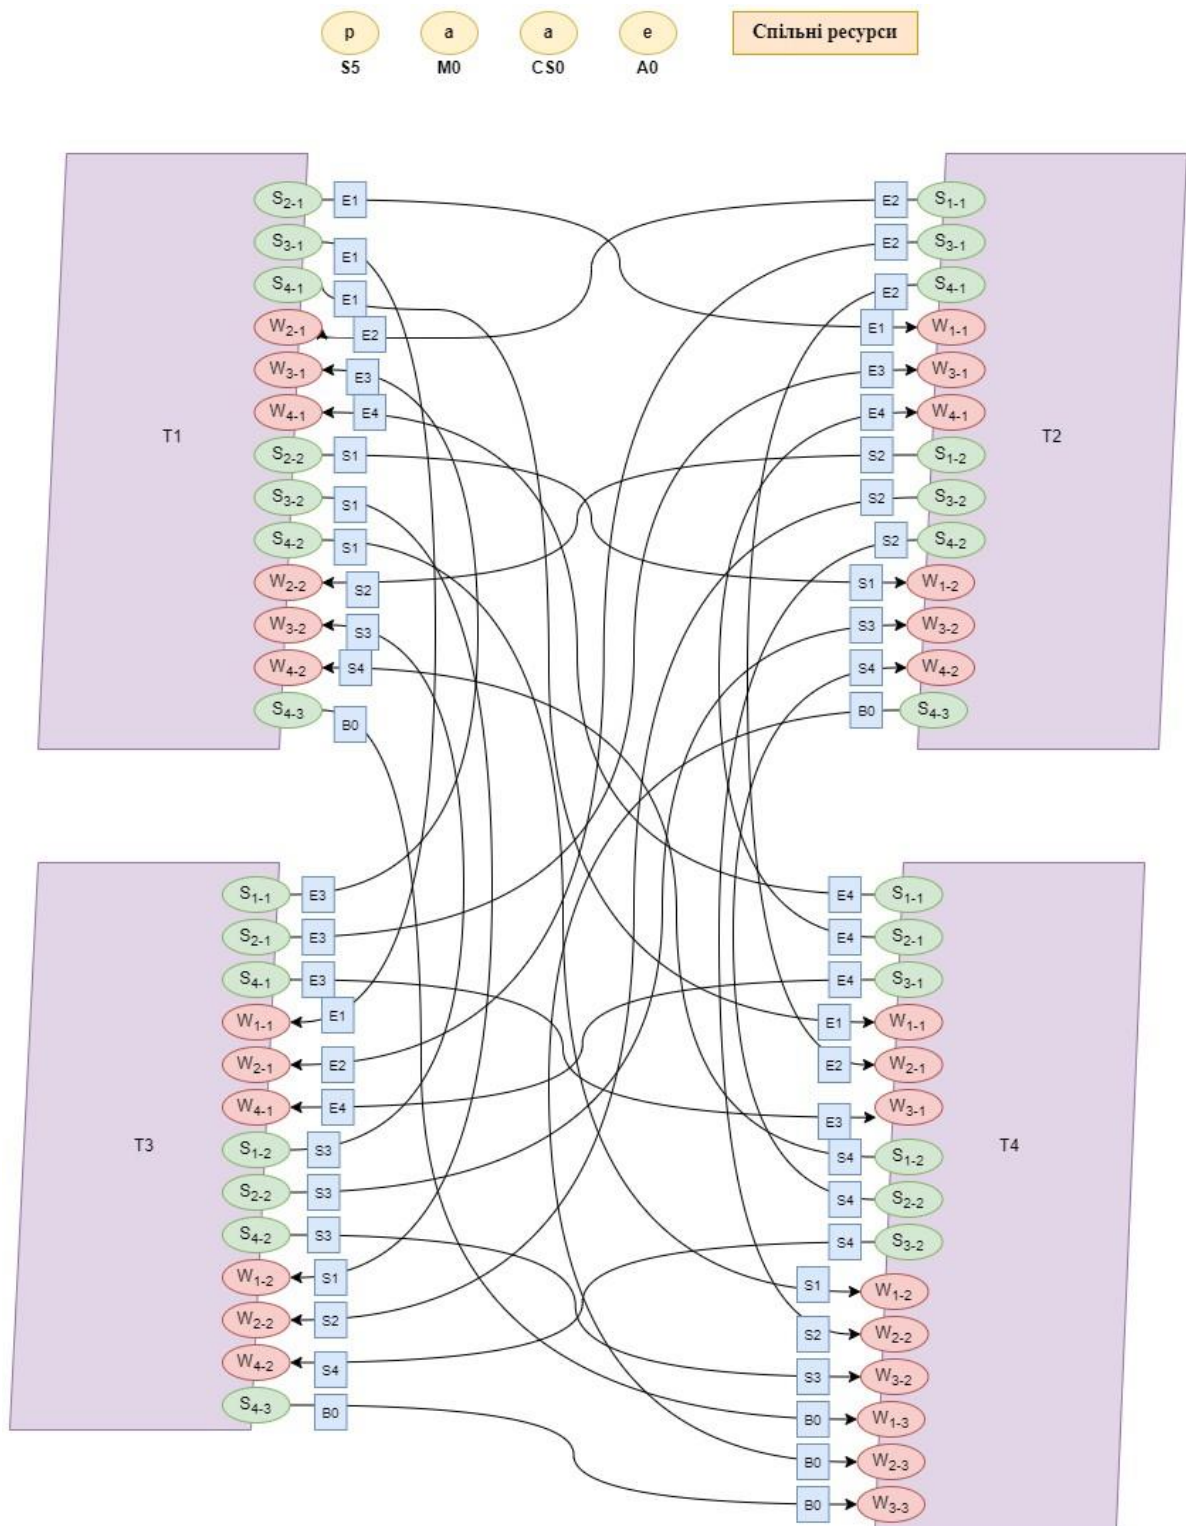 p a a e Спільні ресурси
S5 M0 CS0 A0
T1
S2-1 E1
S3-1 E1
S4-1 E1
W2-1 E2
W3-1 E3
W4-1 E4
S2-2 S1
S3-2 S1
S4-2 S1
W2-2 S2
W3-2 S3
W4-2 S4
S4-3 B0
T2
E2 S1-1
E2 S3-1
E2 S4-1
E1 W1-1
E3 W3-1
E4 W4-1
S2 S1-2
S2 S3-2
S2 S4-2
S1 W1-2
S3 W3-2
S4 W4-2
B0 S4-3
T3
S1-1 E3
S2-1 E3
S4-1 E3
W1-1 E1
W2-1 E2
W4-1 E4
S1-2 S3
S2-2 S3
S4-2 S3
W1-2 S1
W2-2 S2
W4-2 S4
S4-3 B0
T4
E4 S1-1
E4 S2-1
E4 S3-1
E1 W1-1
E2 W2-1
E3 W3-1
S4 S1-2
S4 S2-2
S4 S3-2
S1 W1-2
S2 W2-2
S3 W3-2
B0 W1-3
B0 W2-3
B0 W3-3